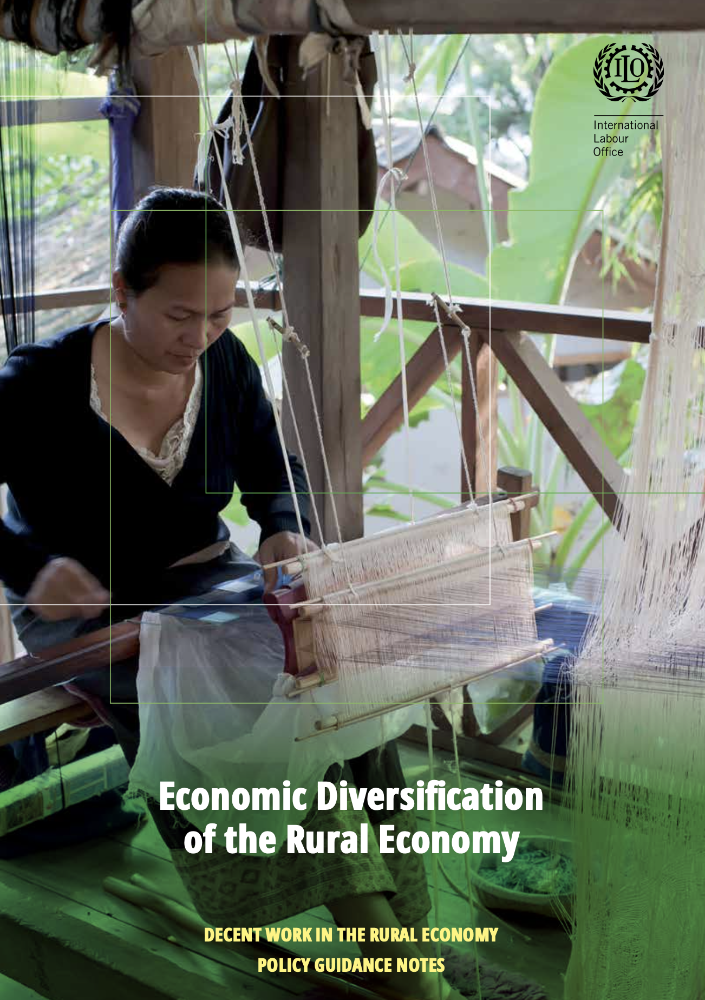 ILO
International
Labour
Office
Economic Diversification
of the Rural Economy
DECENT WORK IN THE RURAL ECONOMY
POLICY GUIDANCE NOTES